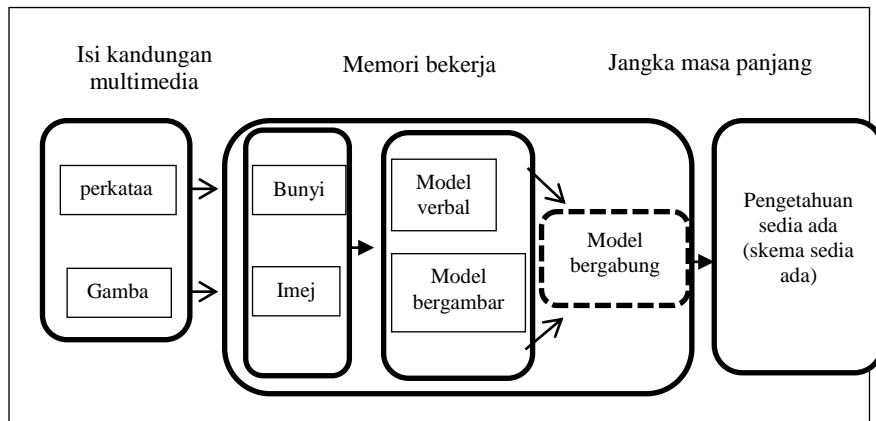 Isi kandungan
multimedia
Memori bekerja
Jangka masa panjang
perkataa
Gamba
Bunyi
Imej
Model
verbal
Model
bergambar
Model
bergabung
Pengetahuan
sedia ada
(skema sedia
ada)